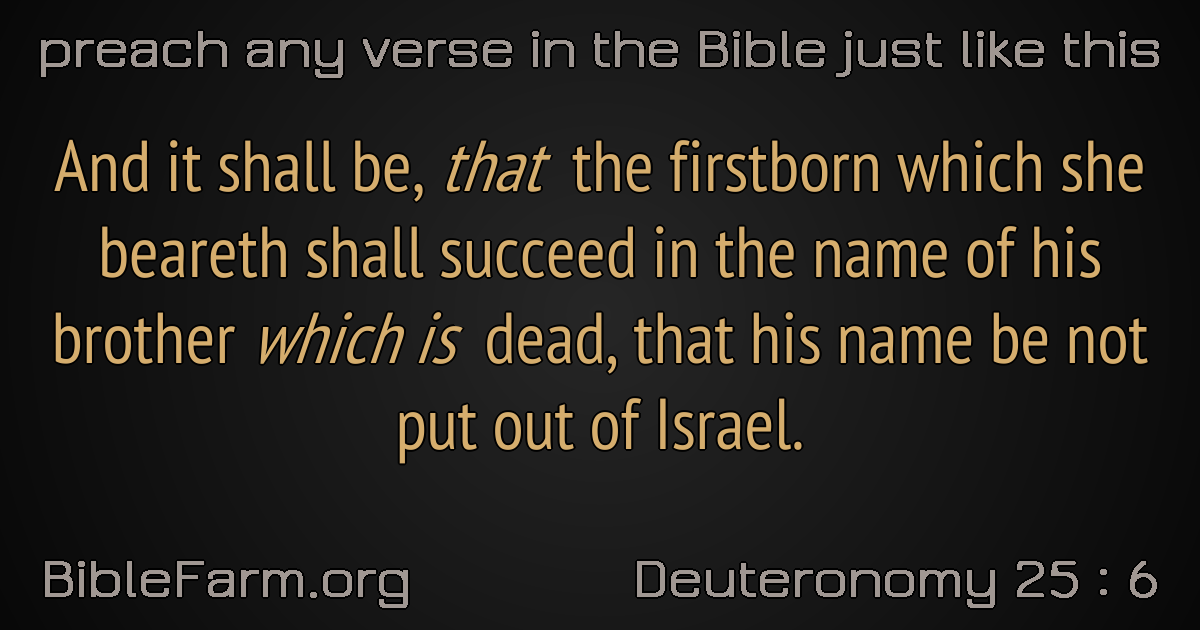 preach any verse in the Bible just like this
And it shall be, that the firstborn which she
beareth shall succeed in the name of his
brother which is dead, that his name be not
put out of Israel.
BibleFarm.org
Deuteronomy 25 : 6